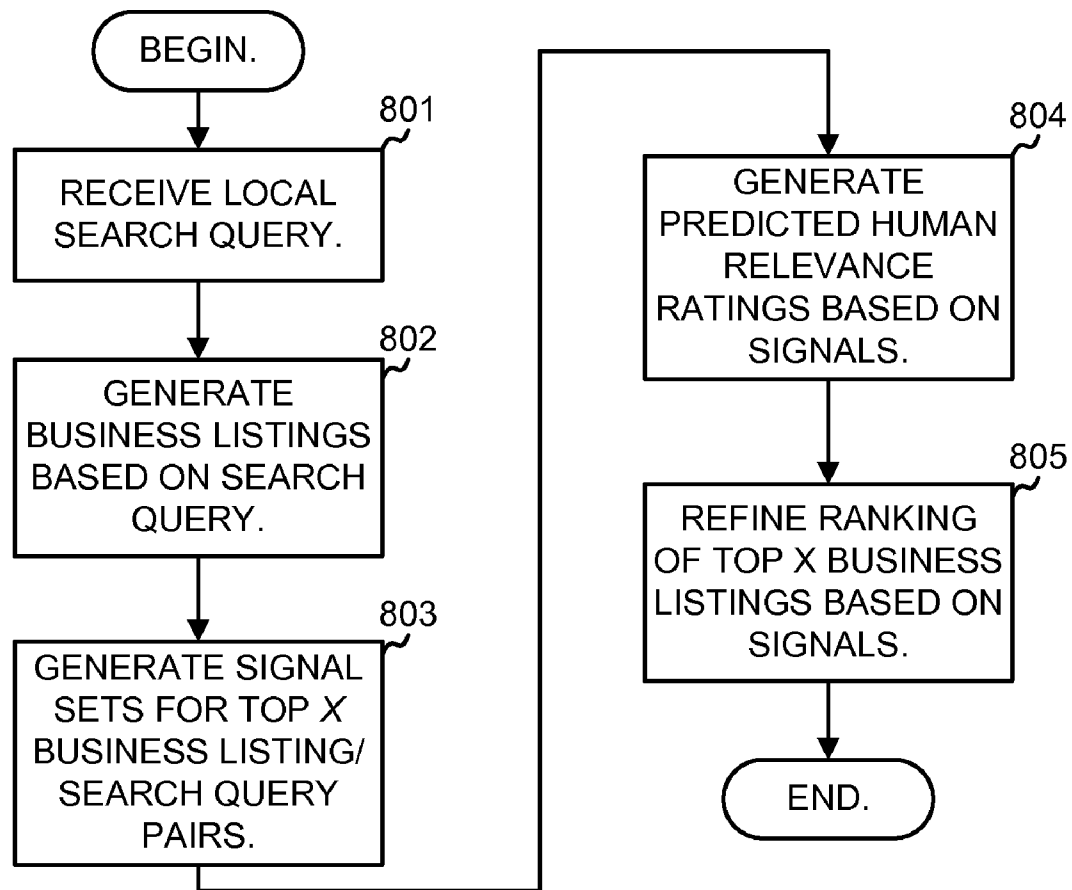 BEGIN.
801
RECEIVE LOCAL
SEARCH QUERY.
802
GENERATE
BUSINESS LISTINGS
BASED ON SEARCH
QUERY.
803
GENERATE SIGNAL
SETS FOR TOP X
BUSINESS LISTING/
SEARCH QUERY
PAIRS.
804
GENERATE
PREDICTED HUMAN
RELEVANCE
RATINGS BASED ON
SIGNALS.
805
REFINE RANKING
OF TOP X BUSINESS
LISTINGS BASED ON
SIGNALS.
END.